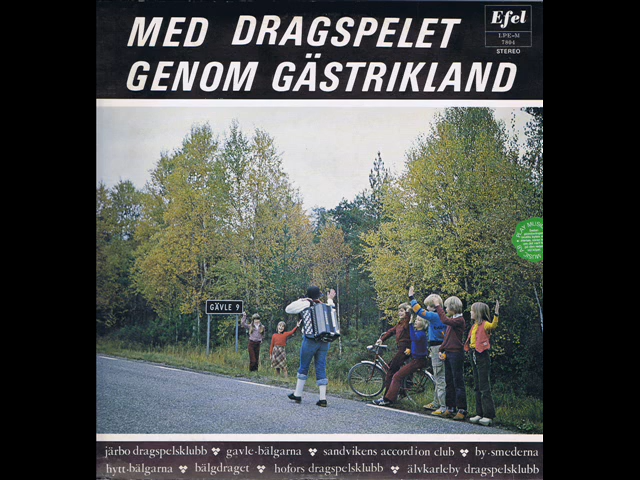 MED DRAGSPELET
GENOM GÄSTRIKLAND
Efel
LPE-M
7804
STEREO
GÄVLE 9
järbo dragspelsklubb gavle-bälgarna sandvikens accordion club by-smederna
hytt-bälgarna bälgdraget hofors dragspelsklubb älvkarleby dragspelsklubb